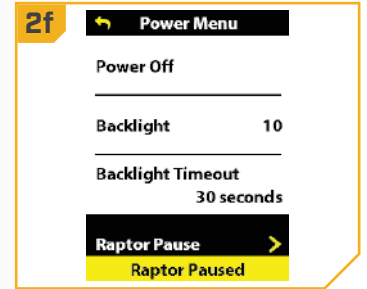 2f
Power Menu
Power Off
Backlight 10
Backlight Timeout
30 seconds
Raptor Pause >
Raptor Paused